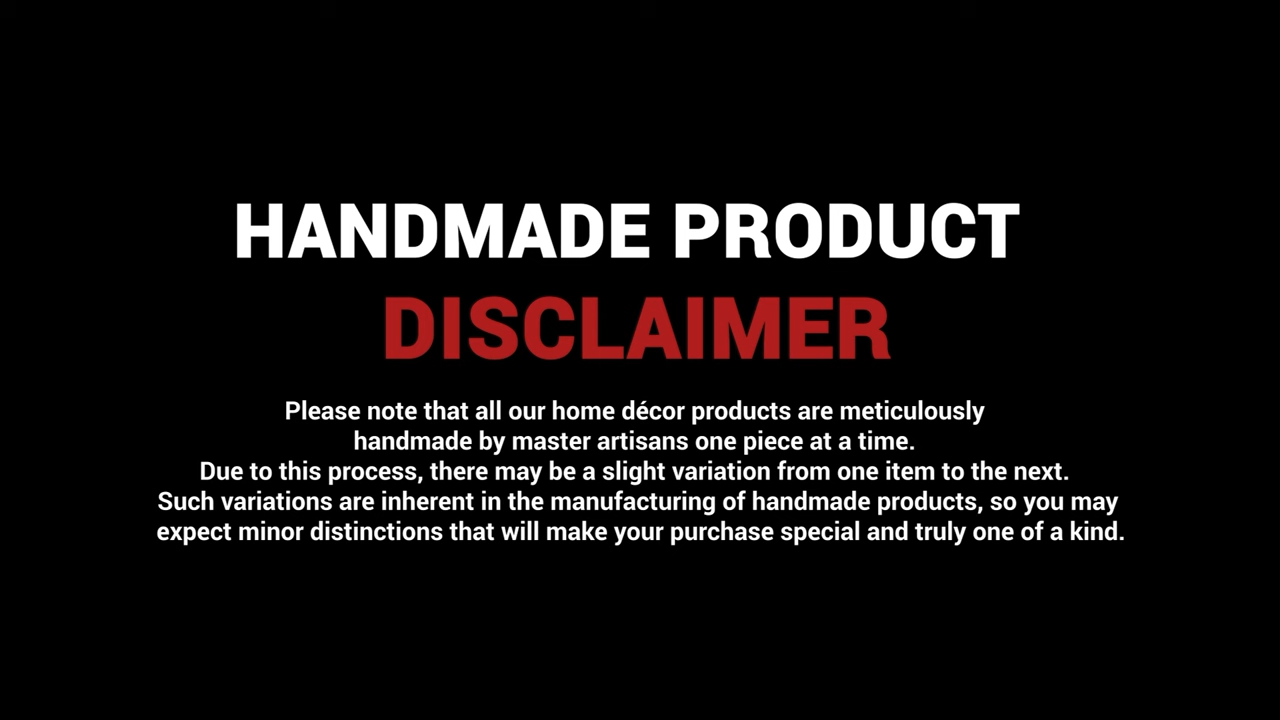 HANDMADE PRODUCT
DISCLAIMER
Please note that all our home décor products are meticulously
handmade by master artisans one piece at a time.
Due to this process, there may be a slight variation from one item to the next.
Such variations are inherent in the manufacturing of handmade products, so you may
expect minor distinctions that will make your purchase special and truly one of a kind.